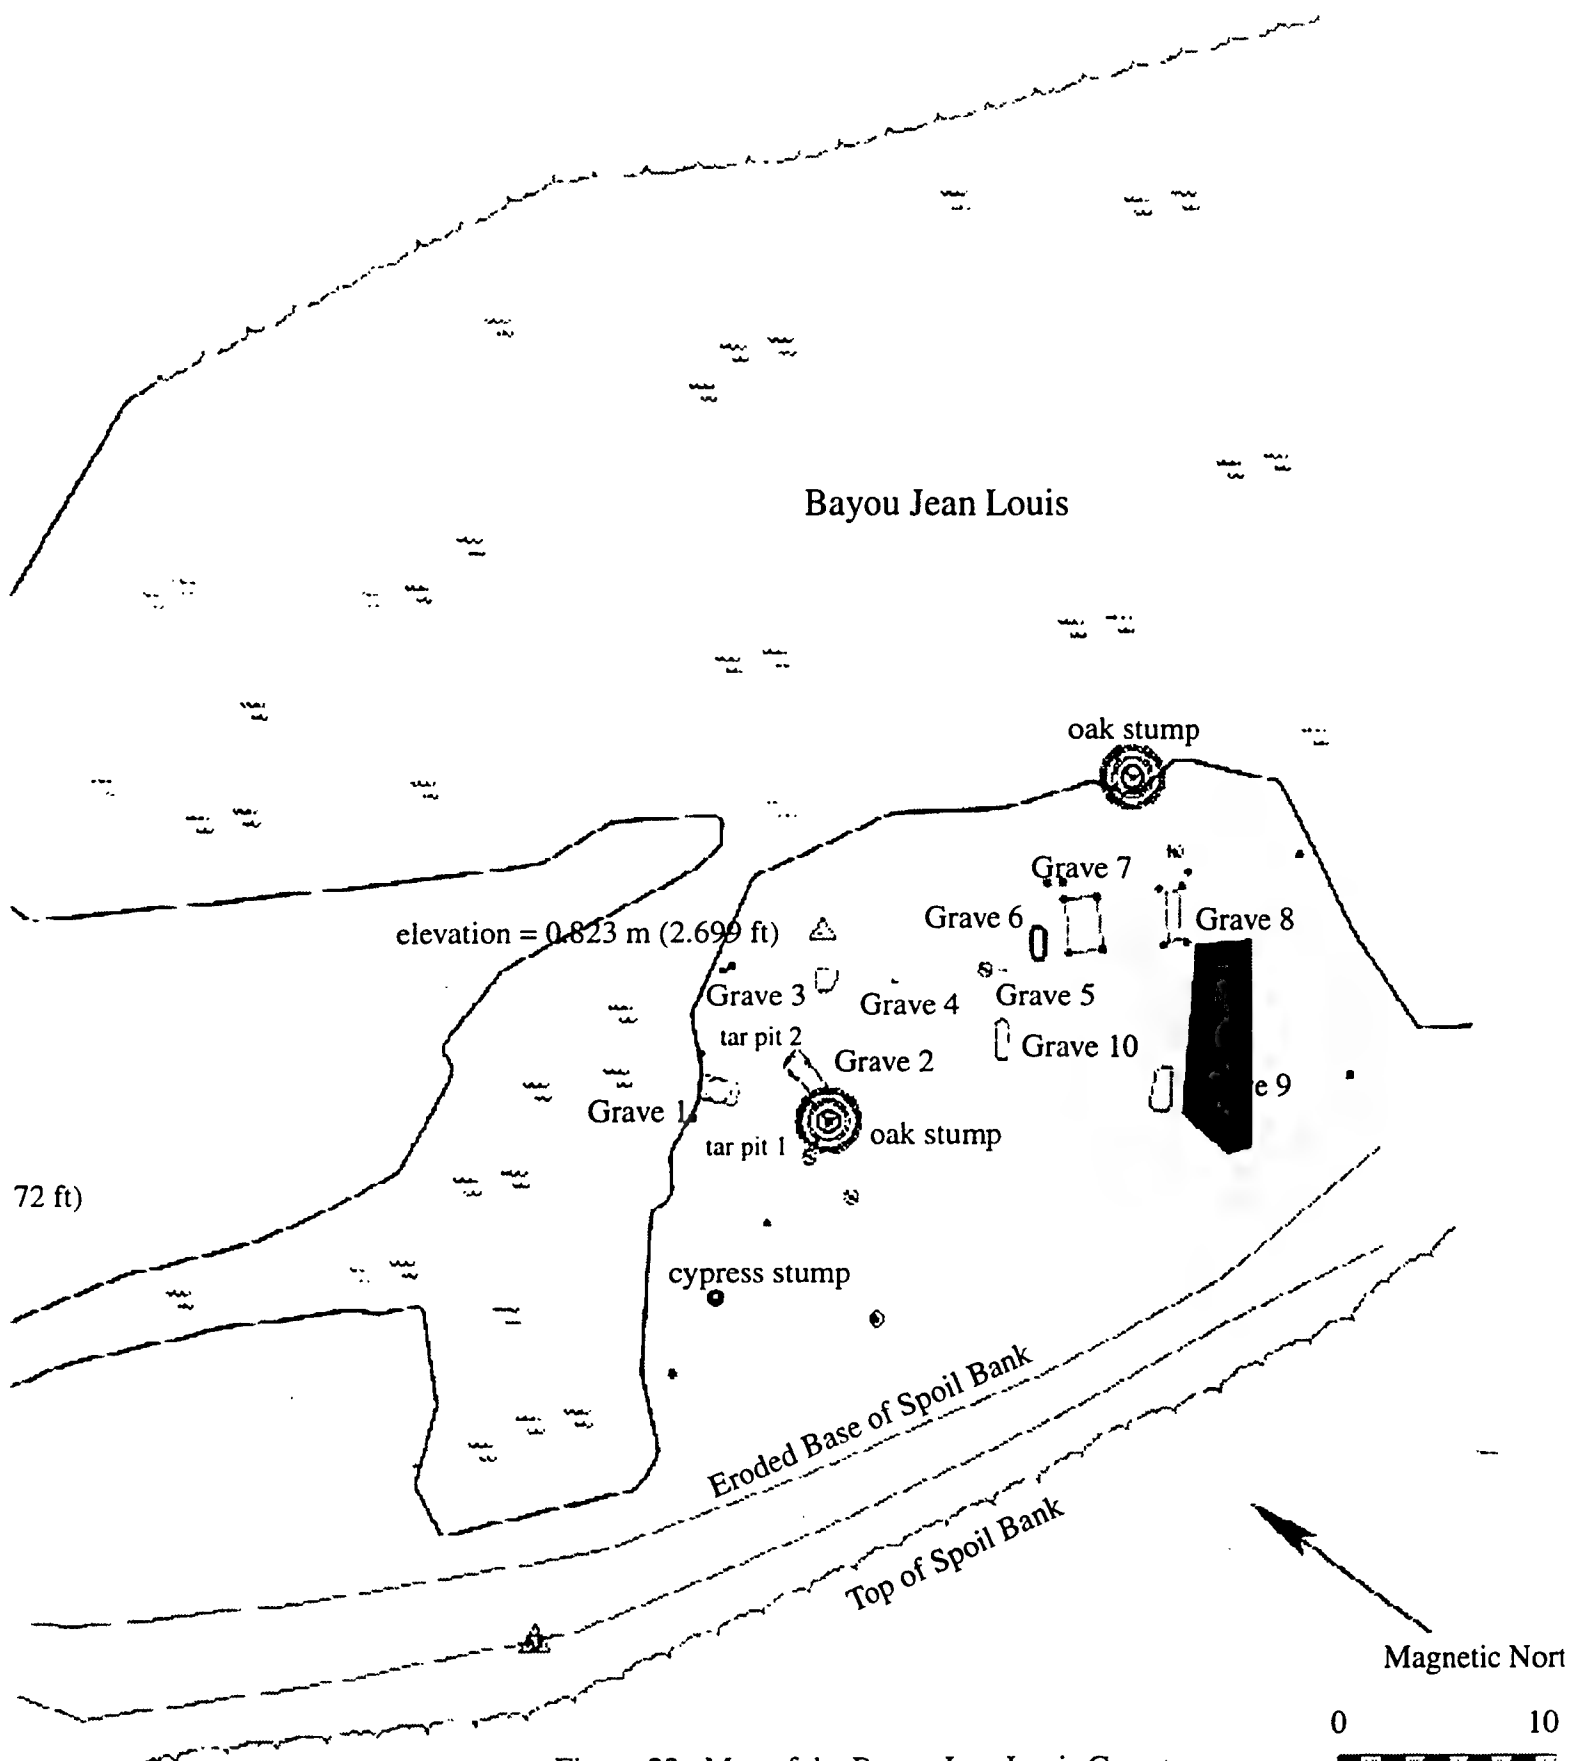 Bayou Jean Louis
oak stump
Grave 7
Grave 6
Grave 8
elevation = 0.823 m (2.699 ft)
Grave 3
Grave 4
Grave 5
tar pit 2
Grave 10
Grave 2
e 9
Grave 1
oak stump
tar pit 1
72 ft)
cypress stump
Eroded Base of Spoil Bank
Top of Spoil Bank
Magnetic Nort
0 10